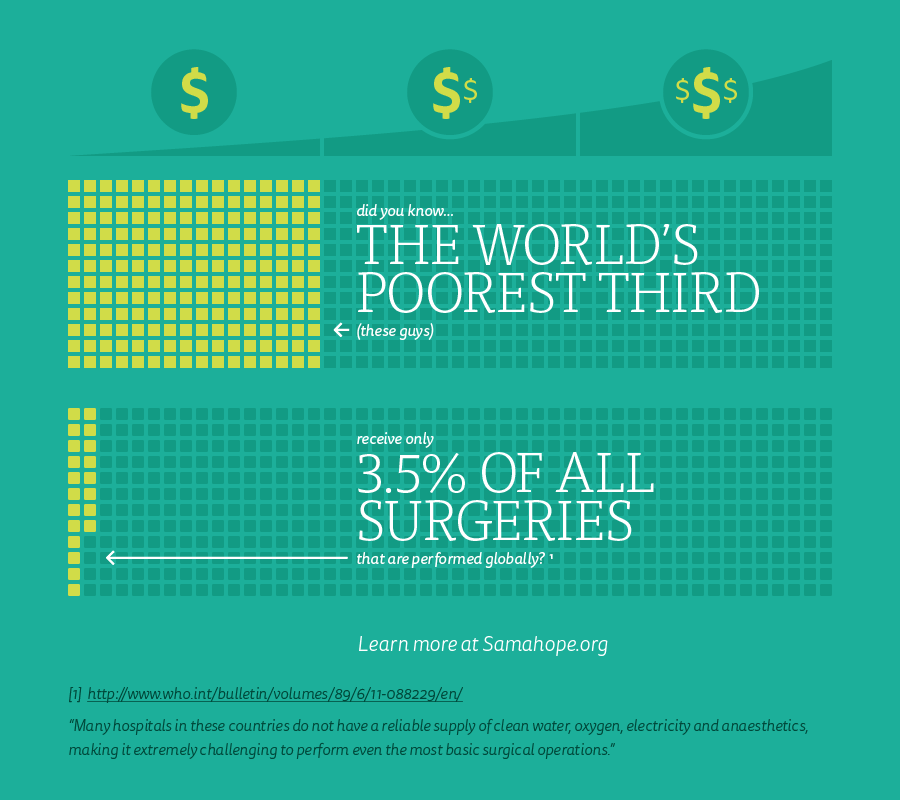 $ $$ $$$
did you know...
THE WORLD’S
POOREST THIRD
(these guys)
receive only
3.5% OF ALL
SURGERIES
that are performed globally? ¹
Learn more at Samahope.org
[1] http://www.who.int/bulletin/volumes/89/6/11-088229/en/
“Many hospitals in these countries do not have a reliable supply of clean water, oxygen, electricity and anaesthetics,
making it extremely challenging to perform even the most basic surgical operations.”